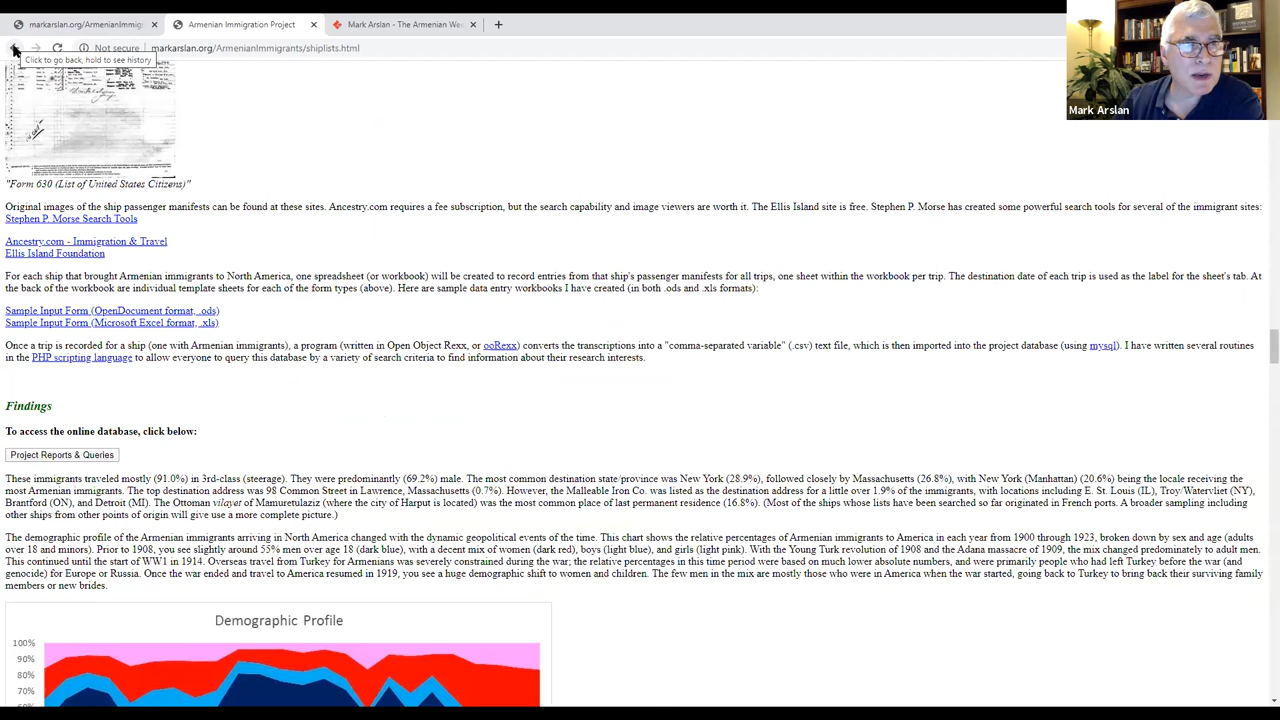 markarslan.org/ArmenianImmig
Armenian Immigration Project
Mark Arslan - The Armenian We
Not secure
markarslan.org/ArmenianImmigrants/shiplists.html
Click to go back, hold to see history
Mark Arslan
"Form 630 (List of United States Citizens)"
Original images of the ship passenger manifests can be found at these sites. Ancestry.com requires a fee subscription, but the search capability and image viewers are worth it. The Ellis Island site is free. Stephen P. Morse has created some powerful search tools for several of the immigrant sites:
Stephen P. Morse Search Tools
Ancestry.com - Immigration & Travel
Ellis Island Foundation
For each ship that brought Armenian immigrants to North America, one spreadsheet (or workbook) will be created to record entries from that ship's passenger manifests for all trips, one sheet within the workbook per trip. The destination date of each trip is used as the label for the sheet's tab. At
the back of the workbook are individual template sheets for each of the form types (above). Here are sample data entry workbooks I have created (in both .ods and .xls formats):
Sample Input Form (OpenDocument format, .ods)
Sample Input Form (Microsoft Excel format, .xls)
Once a trip is recorded for a ship (one with Armenian immigrants), a program (written in Open Object Rexx, or ooRexx) converts the transcriptions into a "comma-separated variable" (.csv) text file, which is then imported into the project database (using mysql). I have written several routines
in the PHP scripting language to allow everyone to query this database by a variety of search criteria to find information about their research interests.
Findings
To access the online database, click below:
Project Reports & Queries
These immigrants traveled mostly (91.0%) in 3rd-class (steerage). They were predominantly (69.2%) male. The most common destination state/province was New York (28.9%), followed closely by Massachusetts (26.8%), with New York (Manhattan) (20.6%) being the locale receiving the
most Armenian immigrants. The top destination address was 98 Common Street in Lawrence, Massachusetts (0.7%). However, the Malleable Iron Co. was listed as the destination address for a little over 1.9% of the immigrants, with locations including E. St. Louis (IL), Troy/Watervliet (NY),
Brantford (ON), and Detroit (MI). The Ottoman vilayer of Mamuretulaziz (where the city of Harput is located) was the most common place of last permanent residence (16.8%). (Most of the ships whose lists have been searched so far originated in French ports. A broader sampling including
other ships from other points of origin will give use a more complete picture.)
The demographic profile of the Armenian immigrants arriving in North America changed with the dynamic geopolitical events of the time. This chart shows the relative percentages of Armenian immigrants to America in each year from 1900 through 1923, broken down by sex and age (adults
over 18 and minors). Prior to 1908, you see slightly around 55% men over age 18 (dark blue), with a decent mix of women (dark red), boys (light blue), and girls (light pink). With the Young Turk revolution of 1908 and the Adana massacre of 1909, the mix changed predominately to adult men.
This continued until the start of WW1 in 1914. Overseas travel from Turkey for Armenians was severely constrained during the war; the relative percentages in this time period were based on much lower absolute numbers, and were primarily people who had left Turkey before the war (and
genocide) for Europe or Russia. Once the war ended and travel to America resumed in 1919, you see a huge demographic shift to women and children. The few men in the mix are mostly those who were in America when the war started, going back to Turkey to bring back their surviving family
members or new brides.
Demographic Profile
100%
90%
80%
70%